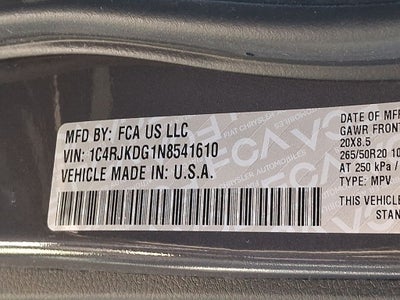 MFD BY: FCA US LLC
VIN: 1C4RJKDG1N8541610
VEHICLE MADE IN: U.S.A.
DATE OF MFR
GAWR FRONT
20X8.5
265/50R20 10
AT 250 kPa /
TYPE: MPV
THIS VEHICLE
STAN